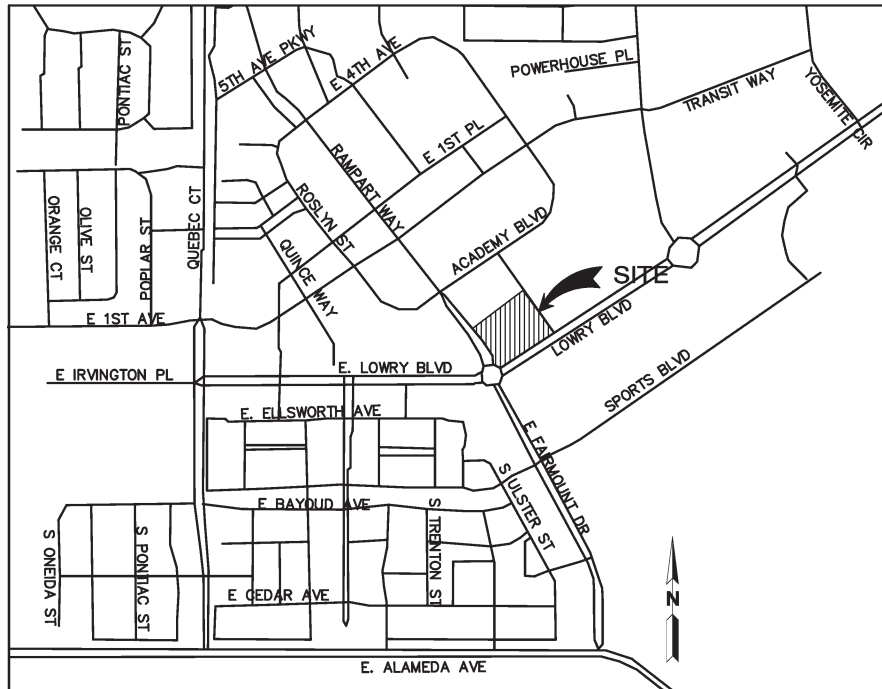 PONTIAC ST
5TH AVE PKWY
E 4TH AVE
POWERHOUSE PL
TRANSIT WAY
YOSEMITE CIR
E 1ST PL
RAMPART WAY
ROSLYN ST
ORANGE CT
OLIVE ST
POPLAR ST
QUEBEC CT
QUINCE WAY
ACADEMY BLVD
SITE
LOWRY BLVD
E 1ST AVE
E IRVINGTON PL
E. LOWRY BLVD
SPORTS BLVD
E. ELLSWORTH AVE
E FAIRMOUNT DR
E BAYOUD AVE
S ULSTER ST
S TRENTON ST
S ONEIDA ST
S PONTIAC ST
E CEDAR AVE
N
E. ALAMEDA AVE